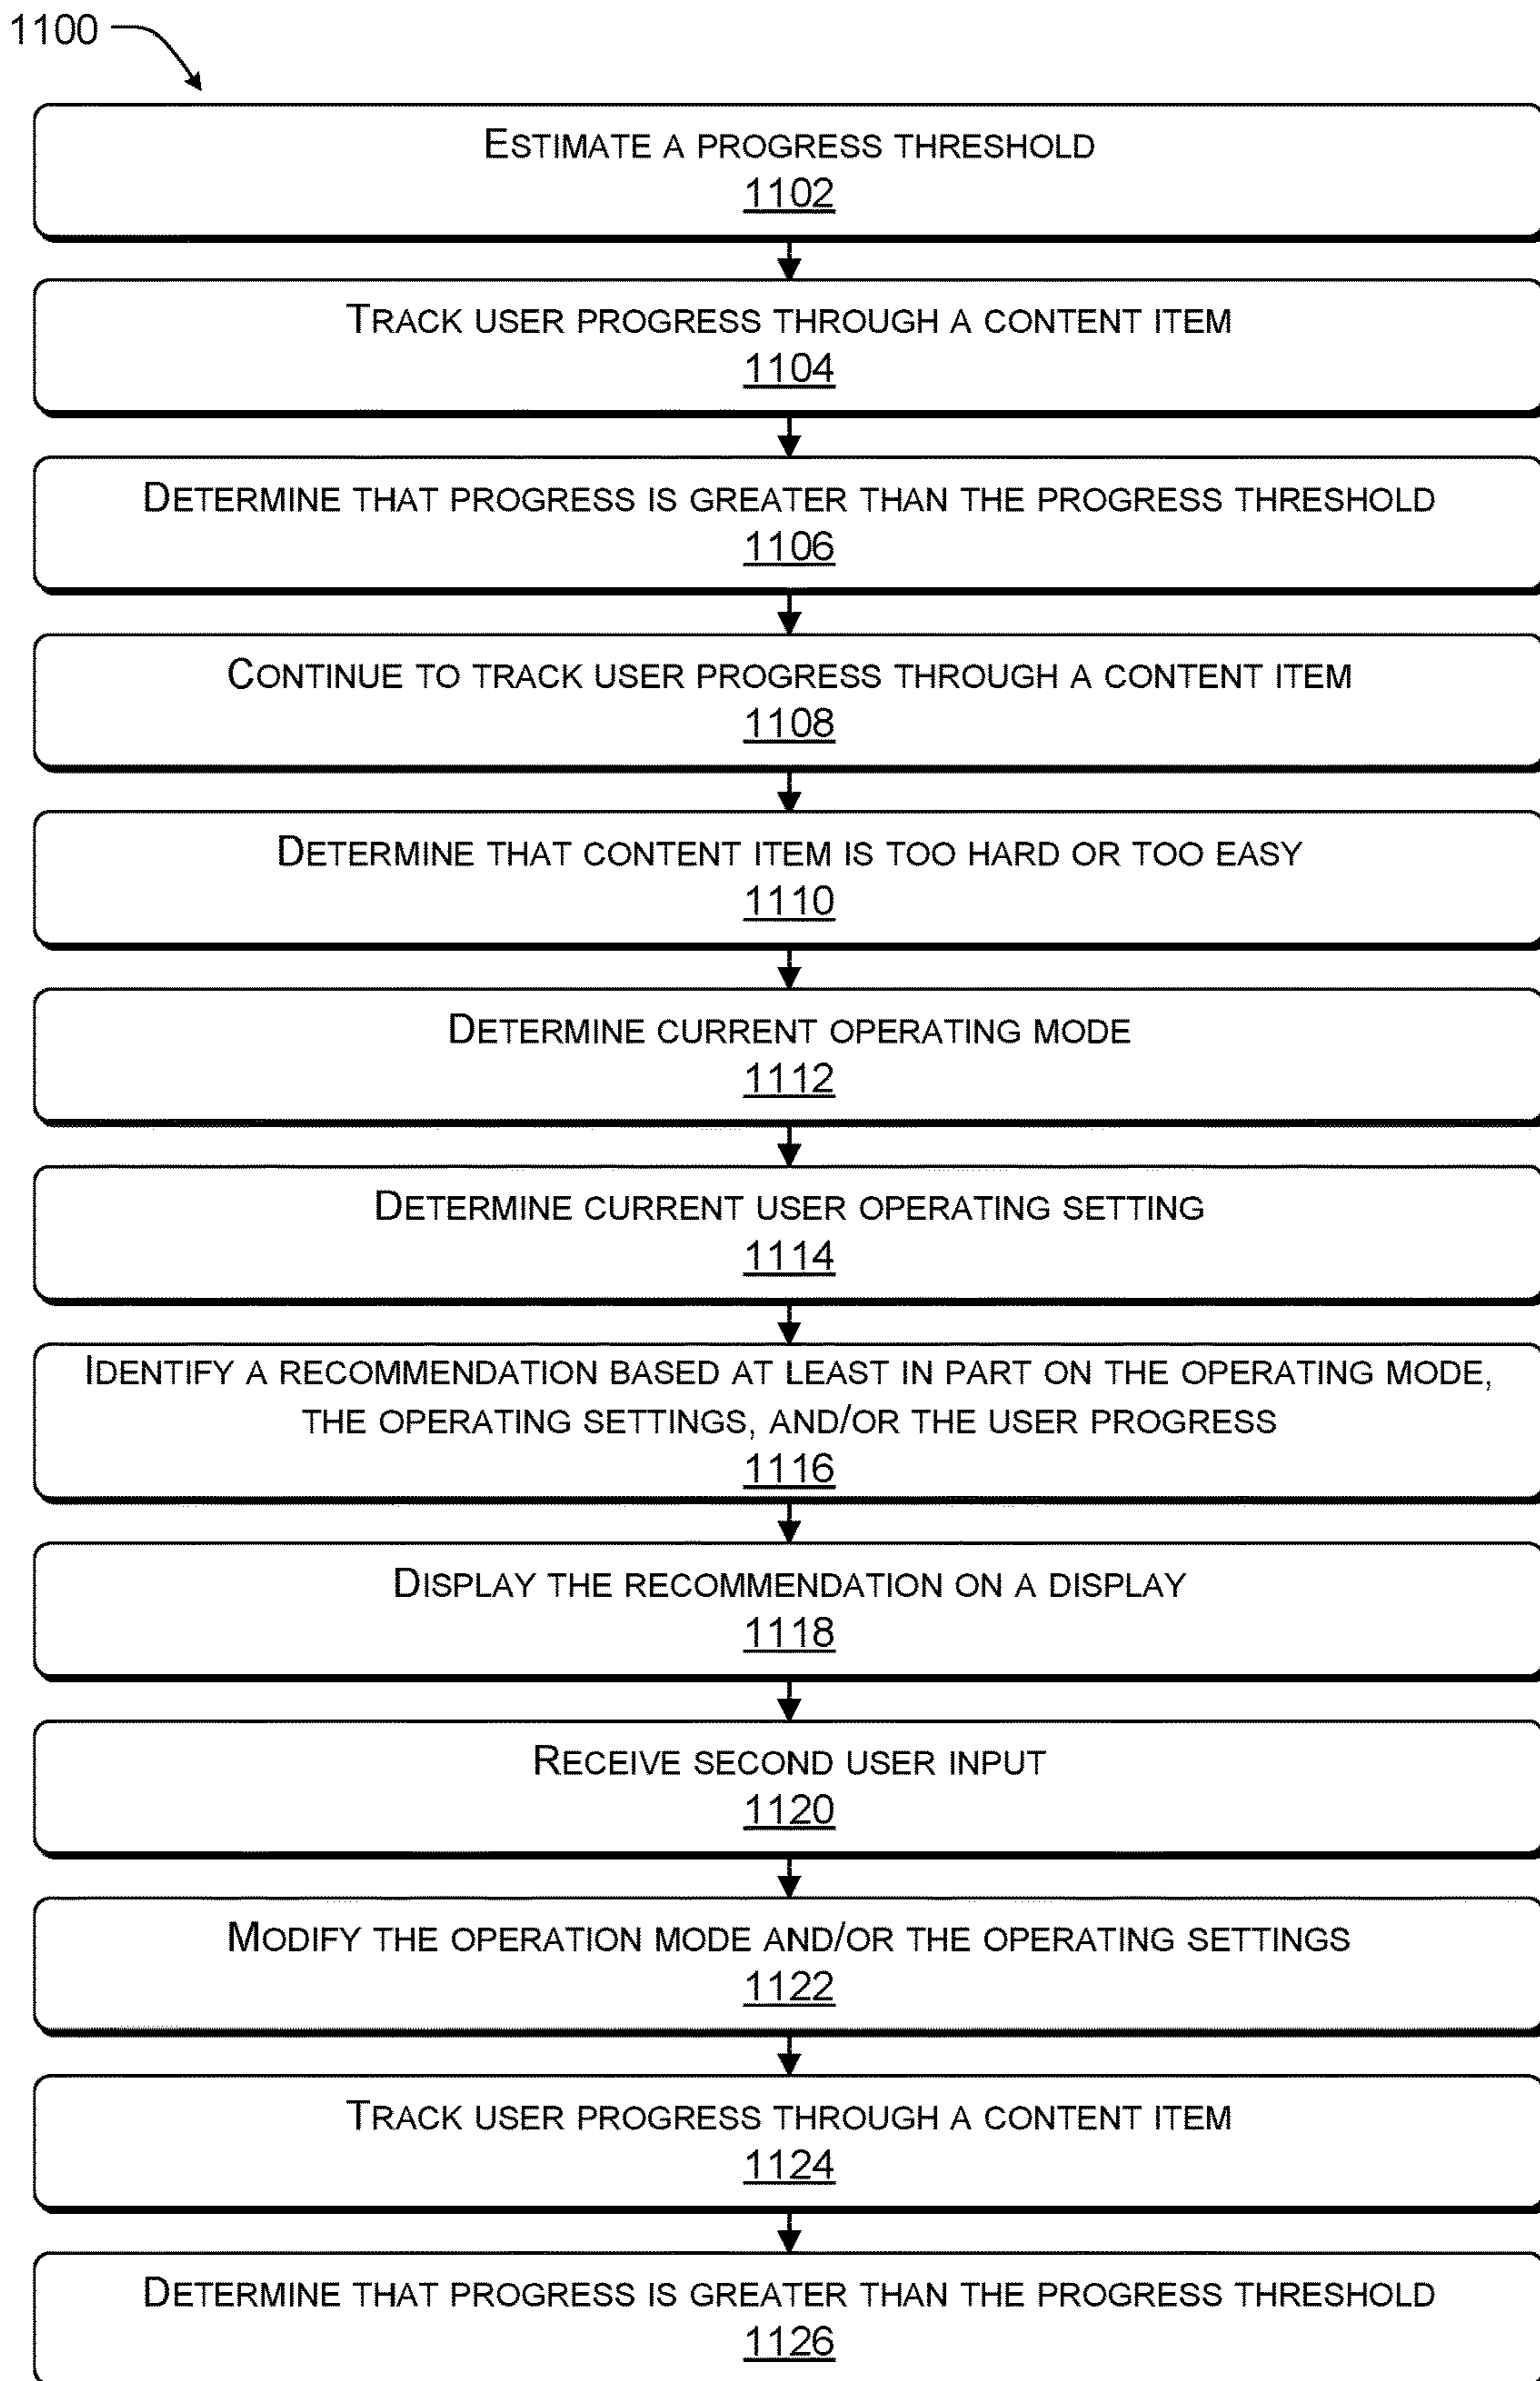 1100
ESTIMATE A PROGRESS THRESHOLD
1102
TRACK USER PROGRESS THROUGH A CONTENT ITEM
1104
DETERMINE THAT PROGRESS IS GREATER THAN THE PROGRESS THRESHOLD
1106
CONTINUE TO TRACK USER PROGRESS THROUGH A CONTENT ITEM
1108
DETERMINE THAT CONTENT ITEM IS TOO HARD OR TOO EASY
1110
DETERMINE CURRENT OPERATING MODE
1112
DETERMINE CURRENT USER OPERATING SETTING
1114
IDENTIFY A RECOMMENDATION BASED AT LEAST IN PART ON THE OPERATING MODE,
THE OPERATING SETTINGS, AND/OR THE USER PROGRESS
1116
DISPLAY THE RECOMMENDATION ON A DISPLAY
1118
RECEIVE SECOND USER INPUT
1120
MODIFY THE OPERATION MODE AND/OR THE OPERATING SETTINGS
1122
TRACK USER PROGRESS THROUGH A CONTENT ITEM
1124
DETERMINE THAT PROGRESS IS GREATER THAN THE PROGRESS THRESHOLD
1126